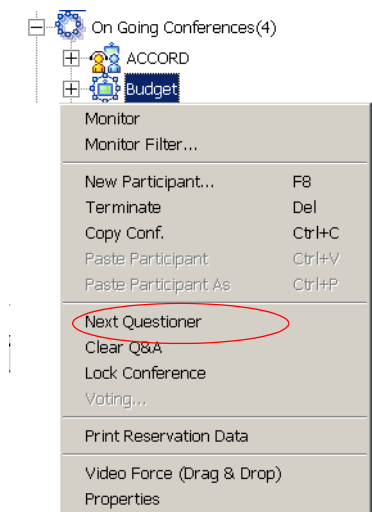 On Going Conferences(4)
ACCORD
Budget
Monitor
Monitor Filter...
New Participant... F8
Terminate Del
Copy Conf. Ctrl+C
Paste Participant Ctrl+V
Paste Participant As Ctrl+P
Next Questioner
Clear Q&A
Lock Conference
Voting...
Print Reservation Data
Video Force (Drag & Drop)
Properties